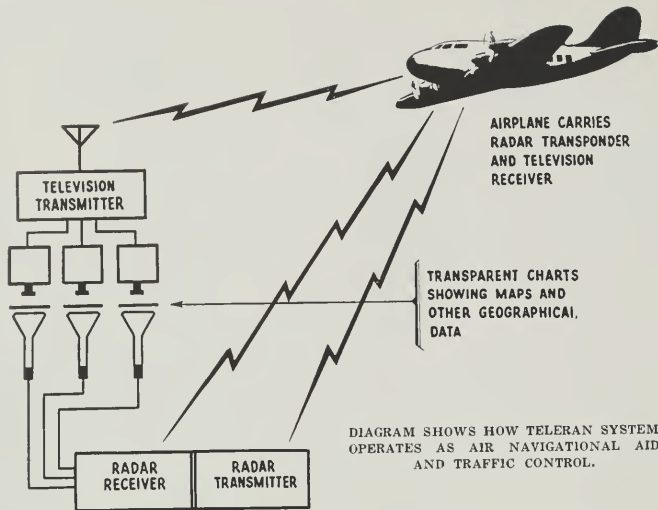 AIRPLANE CARRIES
RADAR TRANSPONDER
AND TELEVISION
RECEIVER
TELEVISION
TRANSMITTER
TRANSPARENT CHARTS
SHOWING MAPS AND
OTHER GEOGRAPHICAL,
DATA
DIAGRAM SHOWS HOW TELERAN SYSTEM
OPERATES AS AIR NAVIGATIONAL AID
AND TRAFFIC CONTROL.
RADAR
RECEIVER
RADAR
TRANSMITTER